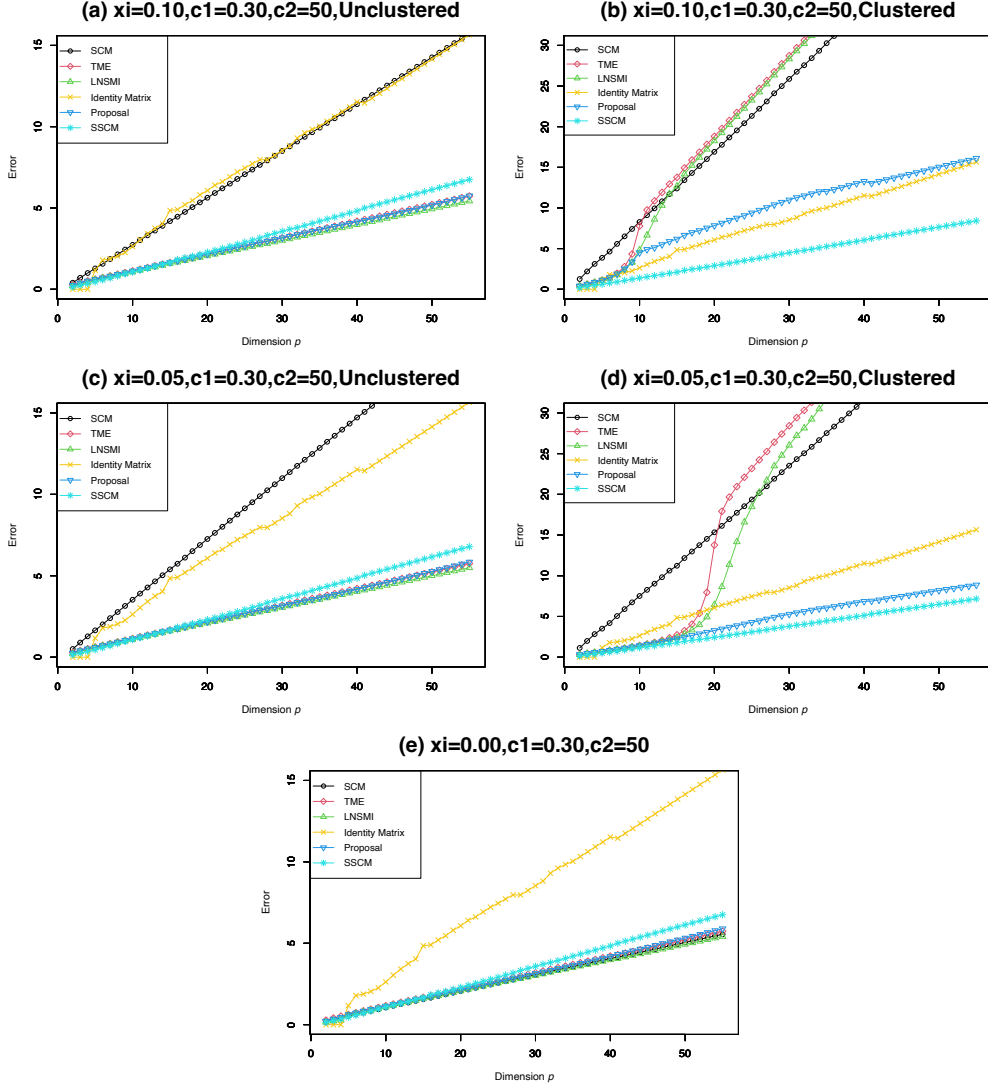 (a) xi=0.10,c1=0.30,c2=50,Unclustered
SCM
TME
LNSMI
Identity Matrix
Proposal
SSCM
Error
0 5 10 15
0 10 20 30 40 50
Dimension p
(b) xi=0.10,c1=0.30,c2=50,Clustered
SCM
TME
LNSMI
Identity Matrix
Proposal
SSCM
Error
0 5 10 15 20 25 30
0 10 20 30 40 50
Dimension p
(c) xi=0.05,c1=0.30,c2=50,Unclustered
SCM
TME
LNSMI
Identity Matrix
Proposal
SSCM
Error
0 5 10 15
0 10 20 30 40 50
Dimension p
(d) xi=0.05,c1=0.30,c2=50,Clustered
SCM
TME
LNSMI
Identity Matrix
Proposal
SSCM
Error
0 5 10 15 20 25 30
0 10 20 30 40 50
Dimension p
(e) xi=0.00,c1=0.30,c2=50
SCM
TME
LNSMI
Identity Matrix
Proposal
SSCM
Error
0 5 10 15
0 10 20 30 40 50
Dimension p